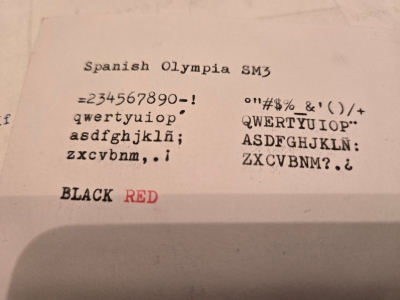 Spanish Olympia SM3
=234567890-! º"#$%_&'()/+
qwertyuiop´ QWERTYUIOP¨
asdfghjklñ; ASDFGHJKLÑ:
zxcvbnm,.¡ ZXCVBNM?.¿
BLACK RED